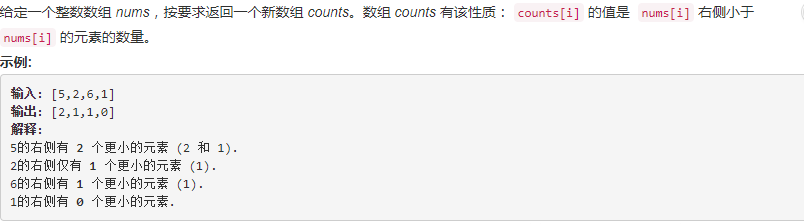 给定一个整数数组 nums，按要求返回一个新数组 counts。数组 counts 有该性质： counts[i] 的值是 nums[i] 右侧小于
nums[i] 的元素的数量。
示例:
输入: [5,2,6,1]
输出: [2,1,1,0]
解释:
5的右侧有 2 个更小的元素 (2 和 1).
2的右侧仅有 1 个更小的元素 (1).
6的右侧有 1 个更小的元素 (1).
1的右侧有 0 个更小的元素.